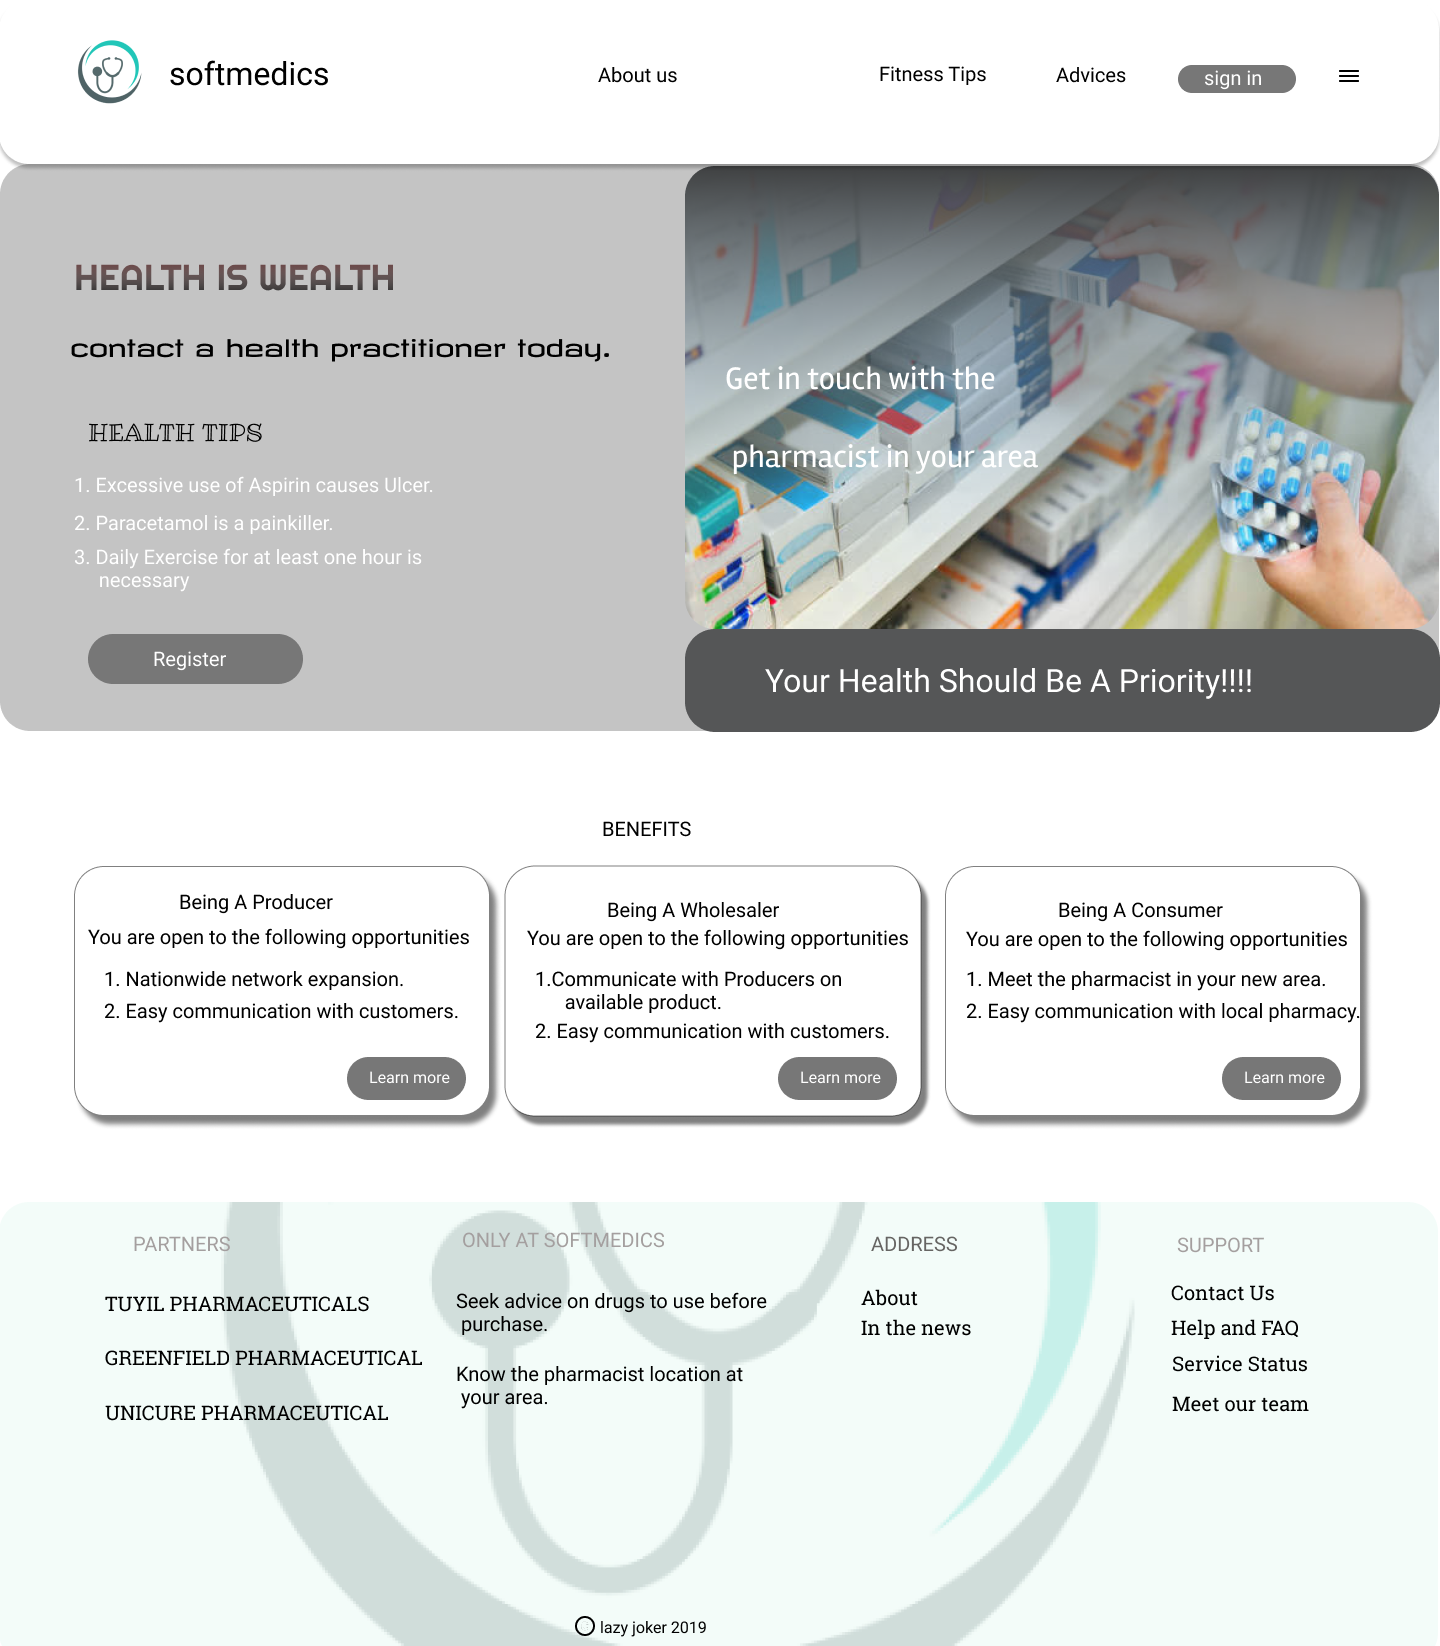 softmedics
About us
Fitness Tips
Advices
sign in
HEALTH IS WEALTH
contact a health practitioner today.
HEALTH TIPS
1. Excessive use of Aspirin causes Ulcer.
2. Paracetamol is a painkiller.
3. Daily Exercise for at least one hour is
necessary
Register
Get in touch with the
pharmacist in your area
Your Health Should Be A Priority!!!!
BENEFITS
Being A Producer
You are open to the following opportunities
1. Nationwide network expansion.
2. Easy communication with customers.
Learn more
Being A Wholesaler
You are open to the following opportunities
1.Communicate with Producers on
available product.
2. Easy communication with customers.
Learn more
Being A Consumer
You are open to the following opportunities
1. Meet the pharmacist in your new area.
2. Easy communication with local pharmacy.
Learn more
PARTNERS
TUYIL PHARMACEUTICALS
GREENFIELD PHARMACEUTICAL
UNICURE PHARMACEUTICAL
ONLY AT SOFTMEDICS
Seek advice on drugs to use before
purchase.
Know the pharmacist location at
your area.
ADDRESS
About
In the news
SUPPORT
Contact Us
Help and FAQ
Service Status
Meet our team
lazy joker 2019